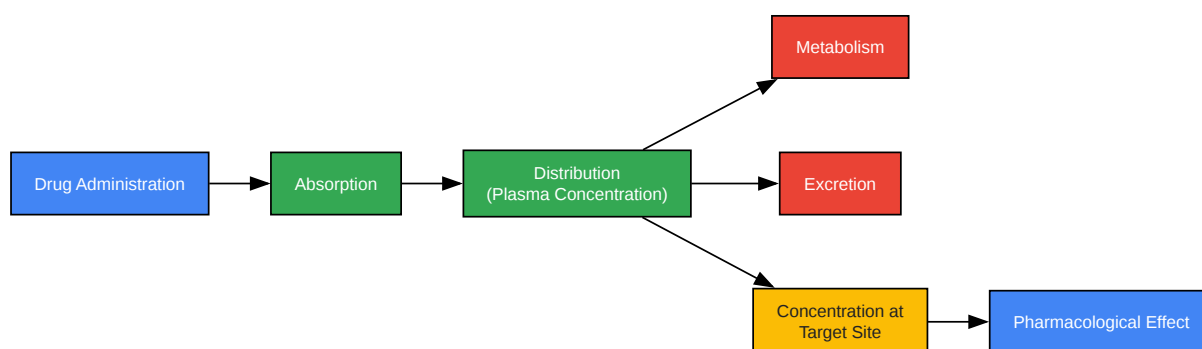 Metabolism
Drug Administration
Absorption
Distribution
(Plasma Concentration)
Excretion
Concentration at
Target Site
Pharmacological Effect